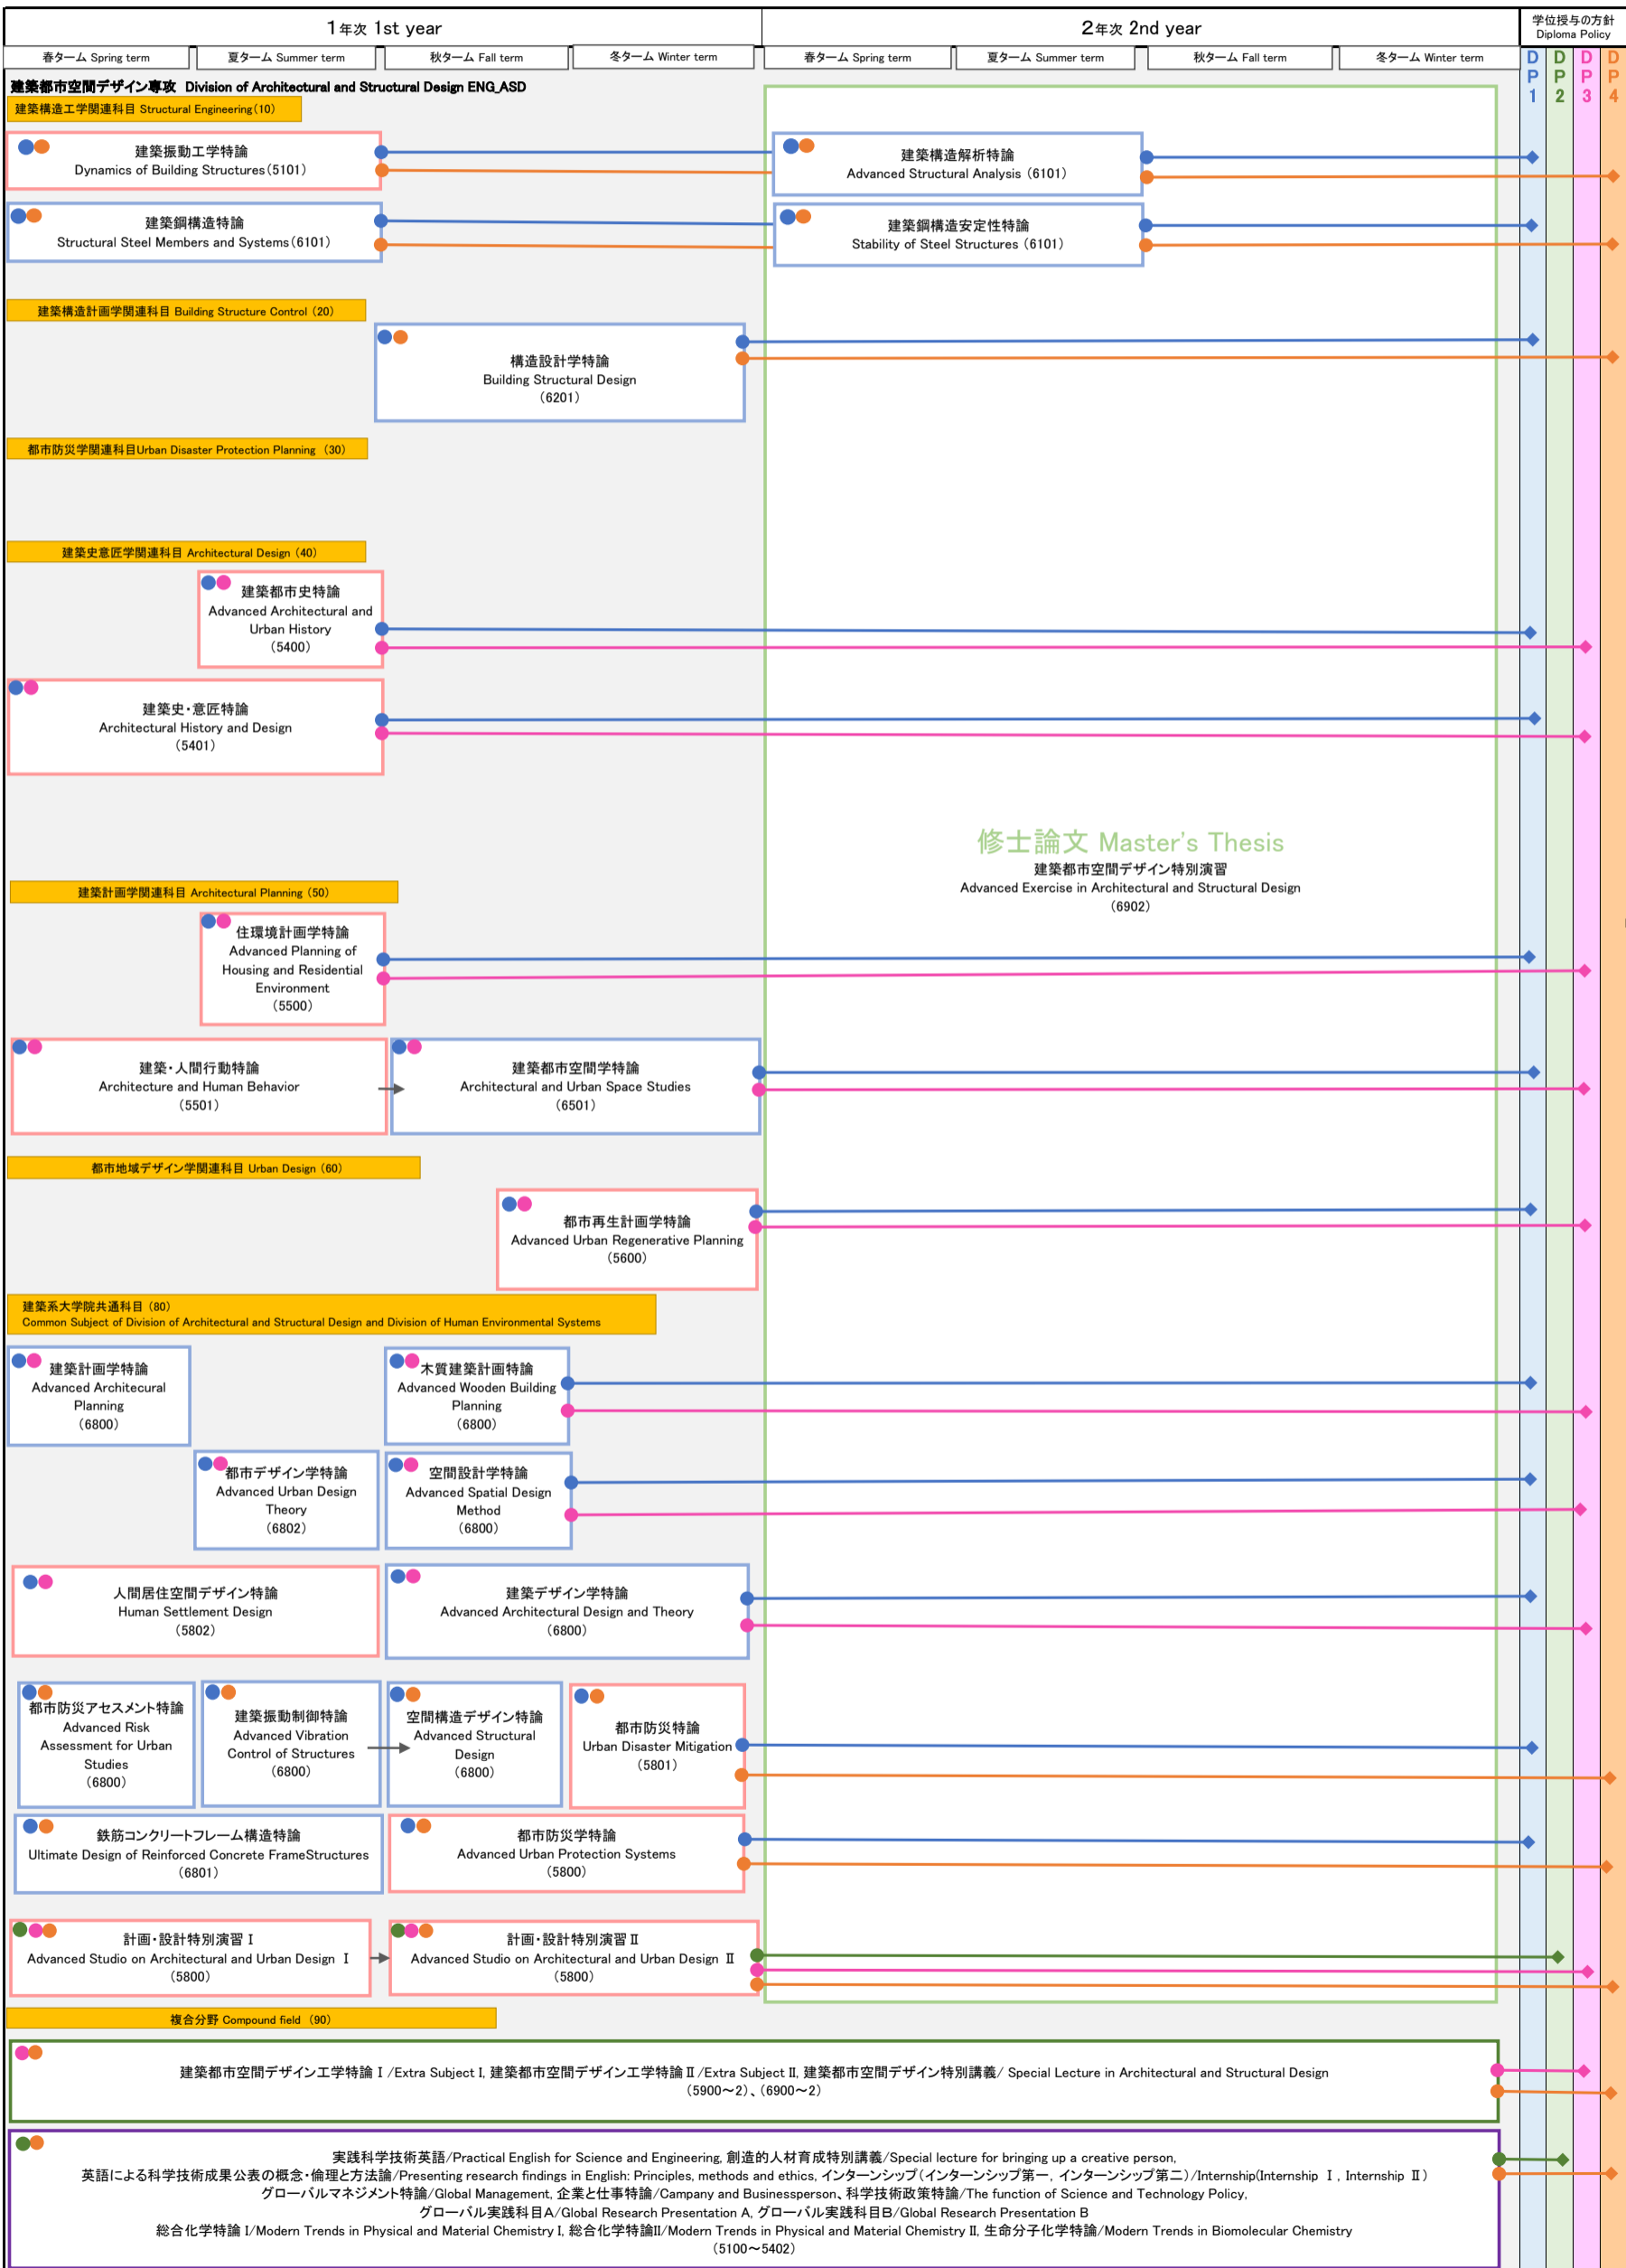 1年次 1st year
2年次 2nd year
学位授与の方針
Diploma Policy
春ターム Spring term
夏ターム Summer term
秋ターム Fall term
冬ターム Winter term
春ターム Spring term
夏ターム Summer term
秋ターム Fall term
冬ターム Winter term
DP1
DP2
DP3
DP4
建築都市空間デザイン専攻 Division of Architectural and Structural Design ENG_ASD
建築構造工学関連科目 Structural Engineering(10)
建築振動工学特論
Dynamics of Building Structures(5101)
建築構造解析特論
Advanced Structural Analysis (6101)
建築鋼構造特論
Structural Steel Members and Systems(6101)
建築鋼構造安定性特論
Stability of Steel Structures (6101)
建築構造計画学関連科目 Building Structure Control (20)
構造設計学特論
Building Structural Design
(6201)
都市防災学関連科目Urban Disaster Protection Planning (30)
建築史意匠学関連科目 Architectural Design (40)
建築都市史特論
Advanced Architectural and
Urban History
(5400)
建築史・意匠特論
Architectural History and Design
(5401)
修士論文 Master's Thesis
建築都市空間デザイン特別演習
Advanced Exercise in Architectural and Structural Design
(6902)
建築計画学関連科目 Architectural Planning (50)
住環境計画学特論
Advanced Planning of
Housing and Residential
Environment
(5500)
建築・人間行動特論
Architecture and Human Behavior
(5501)
建築都市空間学特論
Architectural and Urban Space Studies
(6501)
都市地域デザイン学関連科目 Urban Design (60)
都市再生計画学特論
Advanced Urban Regenerative Planning
(5600)
建築系大学院共通科目 (80)
Common Subject of Division of Architectural and Structural Design and Division of Human Environmental Systems
建築計画学特論
Advanced Architecural
Planning
(6800)
木質建築計画特論
Advanced Wooden Building
Planning
(6800)
都市デザイン学特論
Advanced Urban Design
Theory
(6802)
空間設計学特論
Advanced Spatial Design
Method
(6800)
人間居住空間デザイン特論
Human Settlement Design
(5802)
建築デザイン学特論
Advanced Architectural Design and Theory
(6800)
都市防災アセスメント特論
Advanced Risk
Assessment for Urban
Studies
(6800)
建築振動制御特論
Advanced Vibration
Control of Structures
(6800)
空間構造デザイン特論
Advanced Structural
Design
(6800)
都市防災特論
Urban Disaster Mitigation
(5801)
鉄筋コンクリートフレーム構造特論
Ultimate Design of Reinforced Concrete FrameStructures
(6801)
都市防災学特論
Advanced Urban Protection Systems
(5800)
計画・設計特別演習Ⅰ
Advanced Studio on Architectural and Urban Design Ⅰ
(5800)
計画・設計特別演習Ⅱ
Advanced Studio on Architectural and Urban Design Ⅱ
(5800)
複合分野 Compound field (90)
建築都市空間デザイン工学特論Ⅰ/Extra Subject I, 建築都市空間デザイン工学特論Ⅱ/Extra Subject II, 建築都市空間デザイン特別講義/ Special Lecture in Architectural and Structural Design
(5900～2)、(6900～2)
実践科学技術英語/Practical English for Science and Engineering, 創造的人材育成特別講義/Special lecture for bringing up a creative person,
英語による科学技術成果公表の概念・倫理と方法論/Presenting research findings in English: Principles, methods and ethics, インターンシップ(インターンシップ第一, インターンシップ第二)/Internship(Internship Ⅰ, Internship Ⅱ)
グローバルマネジメント特論/Global Management, 企業と仕事特論/Campany and Businessperson、科学技術政策特論/The function of Science and Technology Policy,
グローバル実践科目A/Global Research Presentation A, グローバル実践科目B/Global Research Presentation B
総合化学特論 I/Modern Trends in Physical and Material Chemistry I, 総合化学特論II/Modern Trends in Physical and Material Chemistry II, 生命分子化学特論/Modern Trends in Biomolecular Chemistry
(5100～5402)